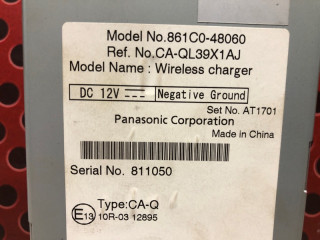 Model No.861C0-48060
Ref. No.CA-QL39X1AJ
Model Name : Wireless charger
DC 12V Negative Ground
Set No. AT1701
Panasonic Corporation
Made in China
Serial No. 811050
Type:CA-Q
E13 10R-03 12895